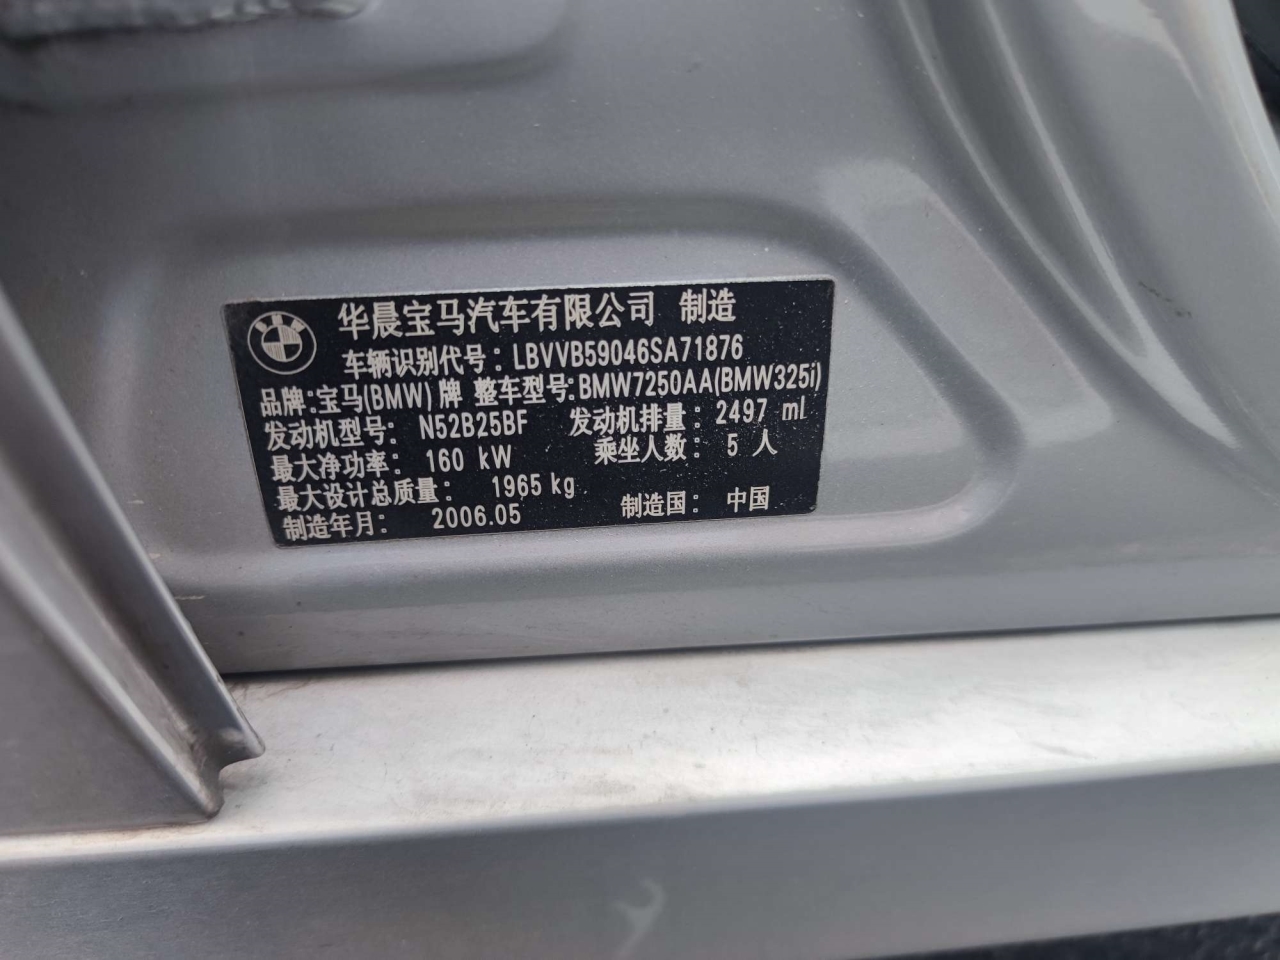 BMW
华晨宝马汽车有限公司 制造
车辆识别代号：LBVVB59046SA71876
品牌：宝马(BMW)牌 整车型号：BMW7250AA(BMW325i)
发动机型号： N52B25BF 发动机排量：2497 ml
最大净功率： 160 kW 乘坐人数： 5 人
最大设计总质量： 1965 kg
制造年月： 2006.05 制造国： 中国